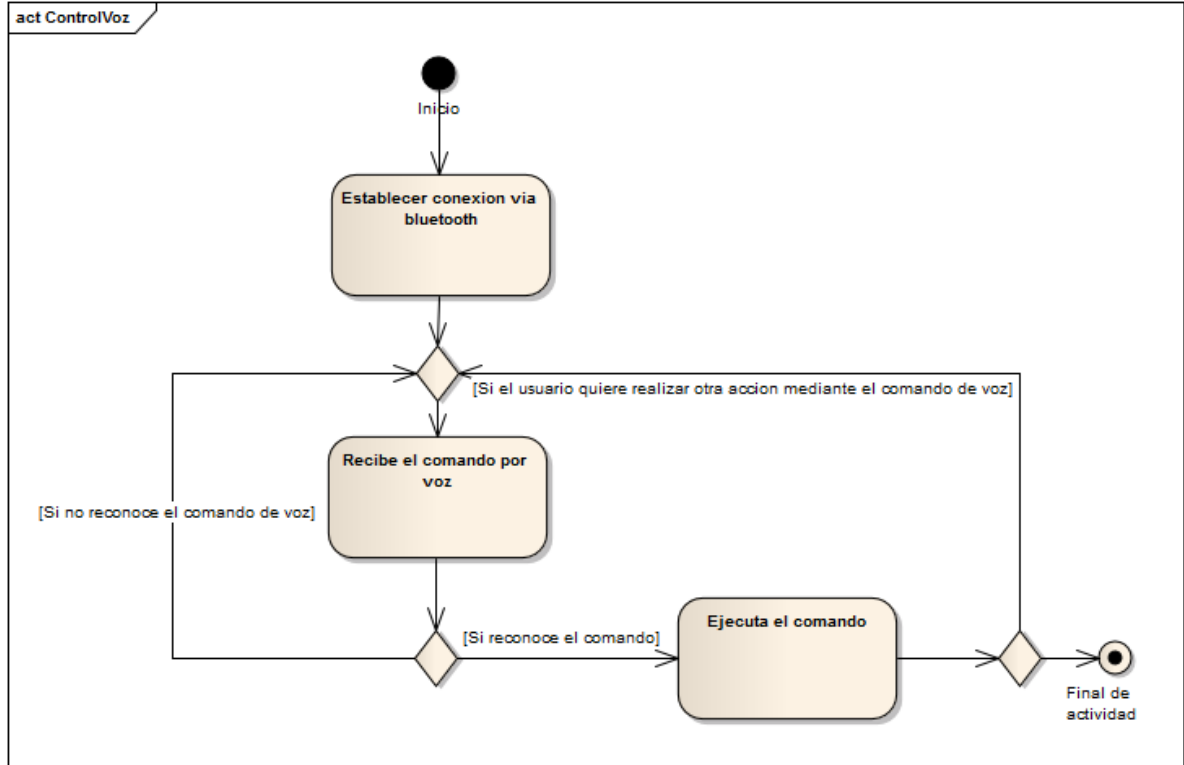 act ControlVoz
Inicio
Establecer conexion via
bluetooth
[Si el usuario quiere realizar otra accion mediante el comando de voz]
Recibe el comando por
voz
[Si no reconoce el comando de voz]
[Si reconoce el comando]
Ejecuta el comando
Final de
actividad